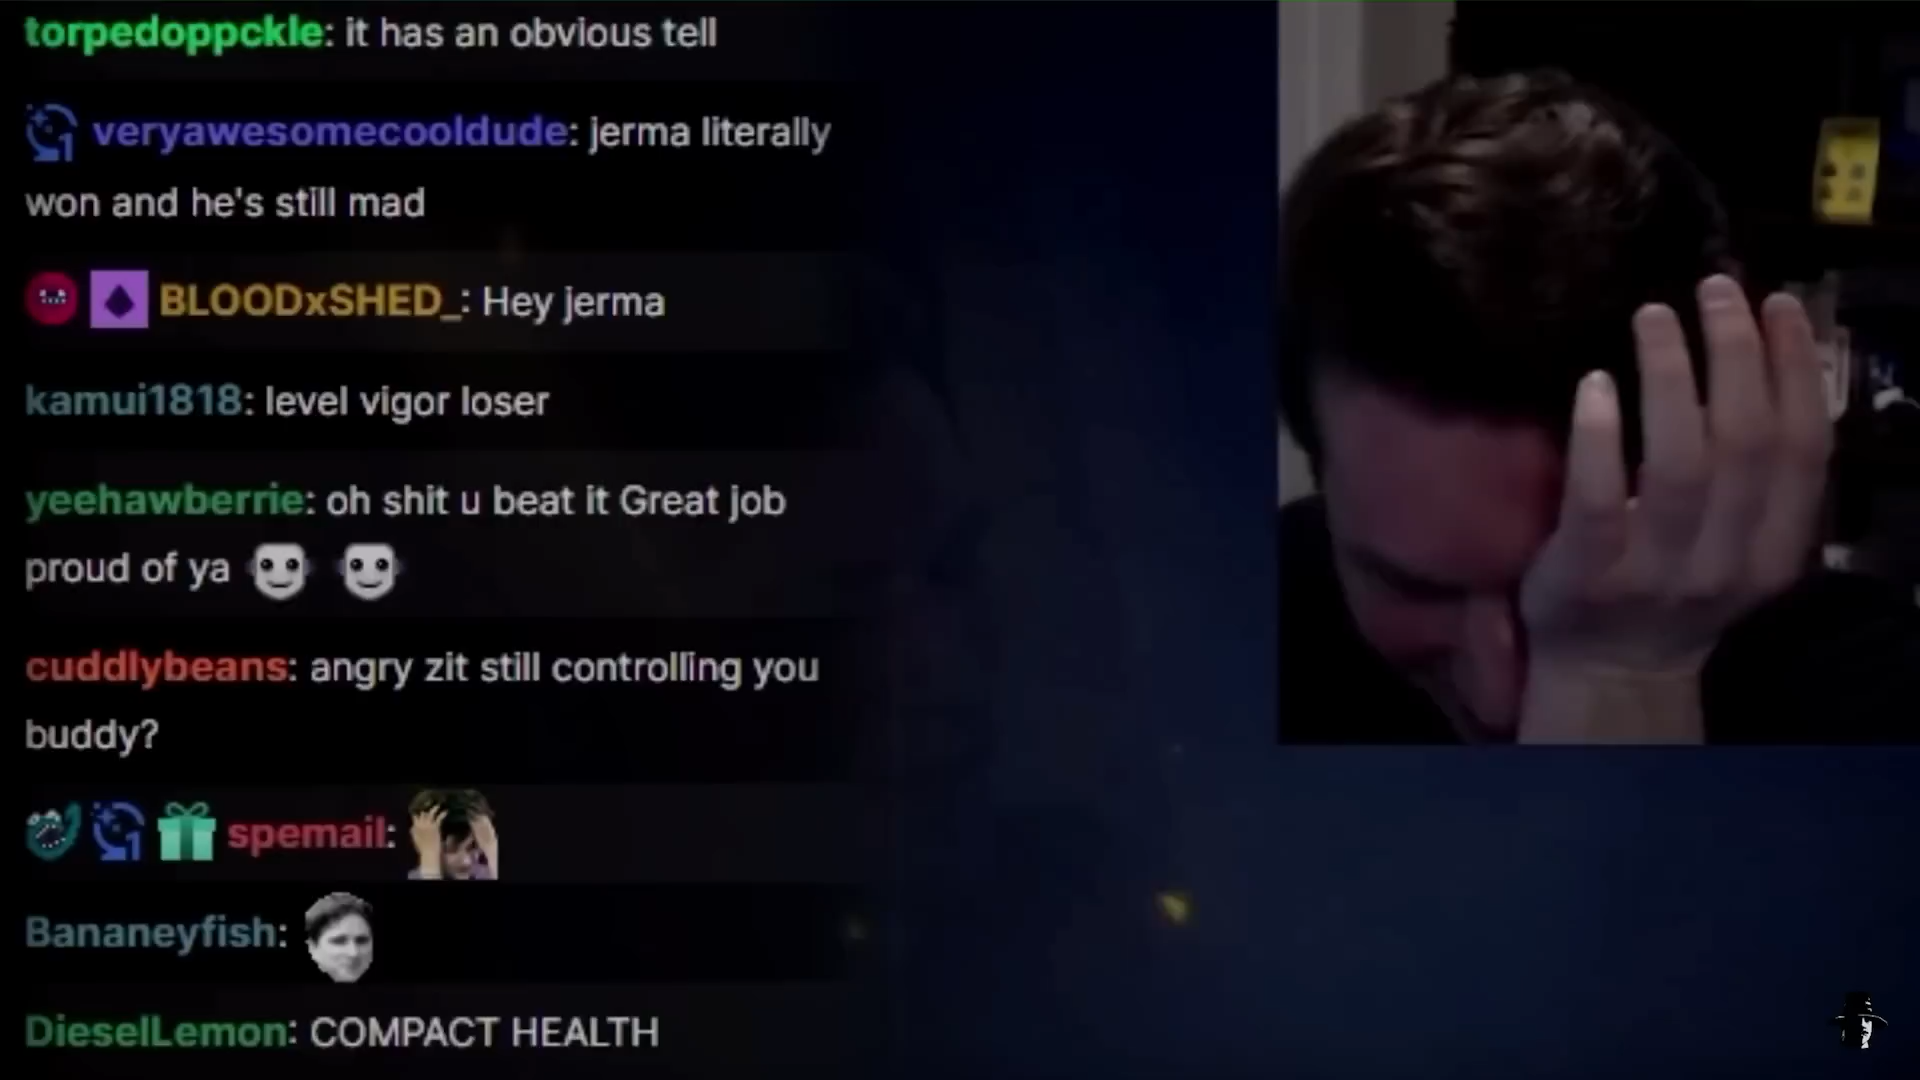 torpedoppckle: it has an obvious tell
veryawesomecooldude: jerma literally
won and he's still mad
BLOODxSHED_: Hey jerma
kamui1818: level vigor loser
yeehawberrie: oh shit u beat it Great job
proud of ya
cuddlybeans: angry zit still controlling you
buddy?
spemail:
Bananeyfish:
DieselLemon: COMPACT HEALTH